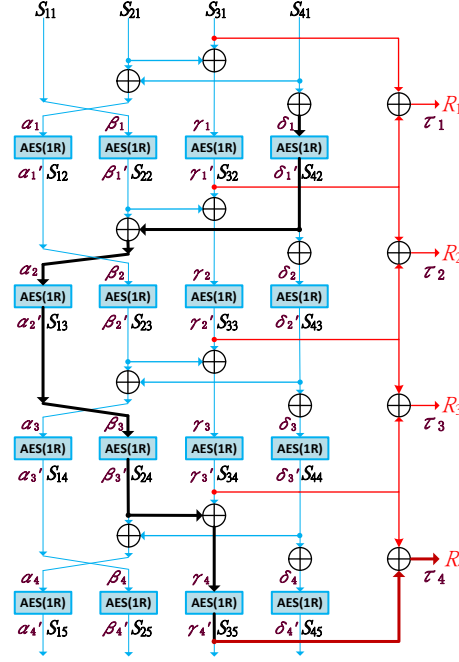 S11 S21 S31 S41
α1 β1 γ1 δ1 τ1 R1
AES(1R) AES(1R) AES(1R) AES(1R)
α1' S12 β1' S22 γ1' S32 δ1' S42
α2 β2 γ2 δ2 τ2 R2
AES(1R) AES(1R) AES(1R) AES(1R)
α2' S13 β2' S23 γ2' S33 δ2' S43
α3 β3 γ3 δ3 τ3 R3
AES(1R) AES(1R) AES(1R) AES(1R)
α3' S14 β3' S24 γ3' S34 δ3' S44
α4 β4 γ4 δ4 τ4 R
AES(1R) AES(1R) AES(1R) AES(1R)
α4' S15 β4' S25 γ4' S35 δ4' S45